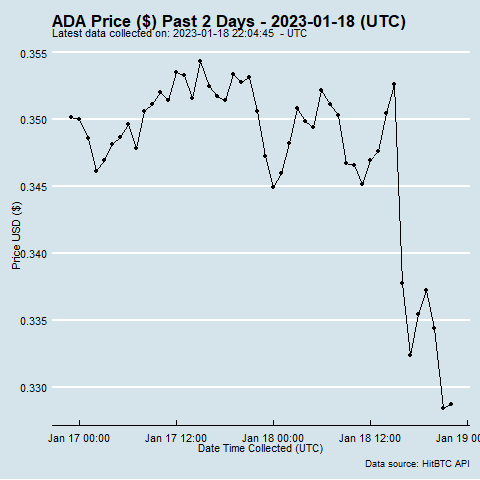 ADA Price ($) Past 2 Days - 2023-01-18 (UTC)
Latest data collected on: 2023-01-18 22:04:45 - UTC
0.355
0.350
0.345
0.340
0.335
0.330
Price USD ($)
Jan 17 00:00 Jan 17 12:00 Jan 18 00:00 Jan 18 12:00 Jan 19 0
Date Time Collected (UTC)
Data source: HitBTC API